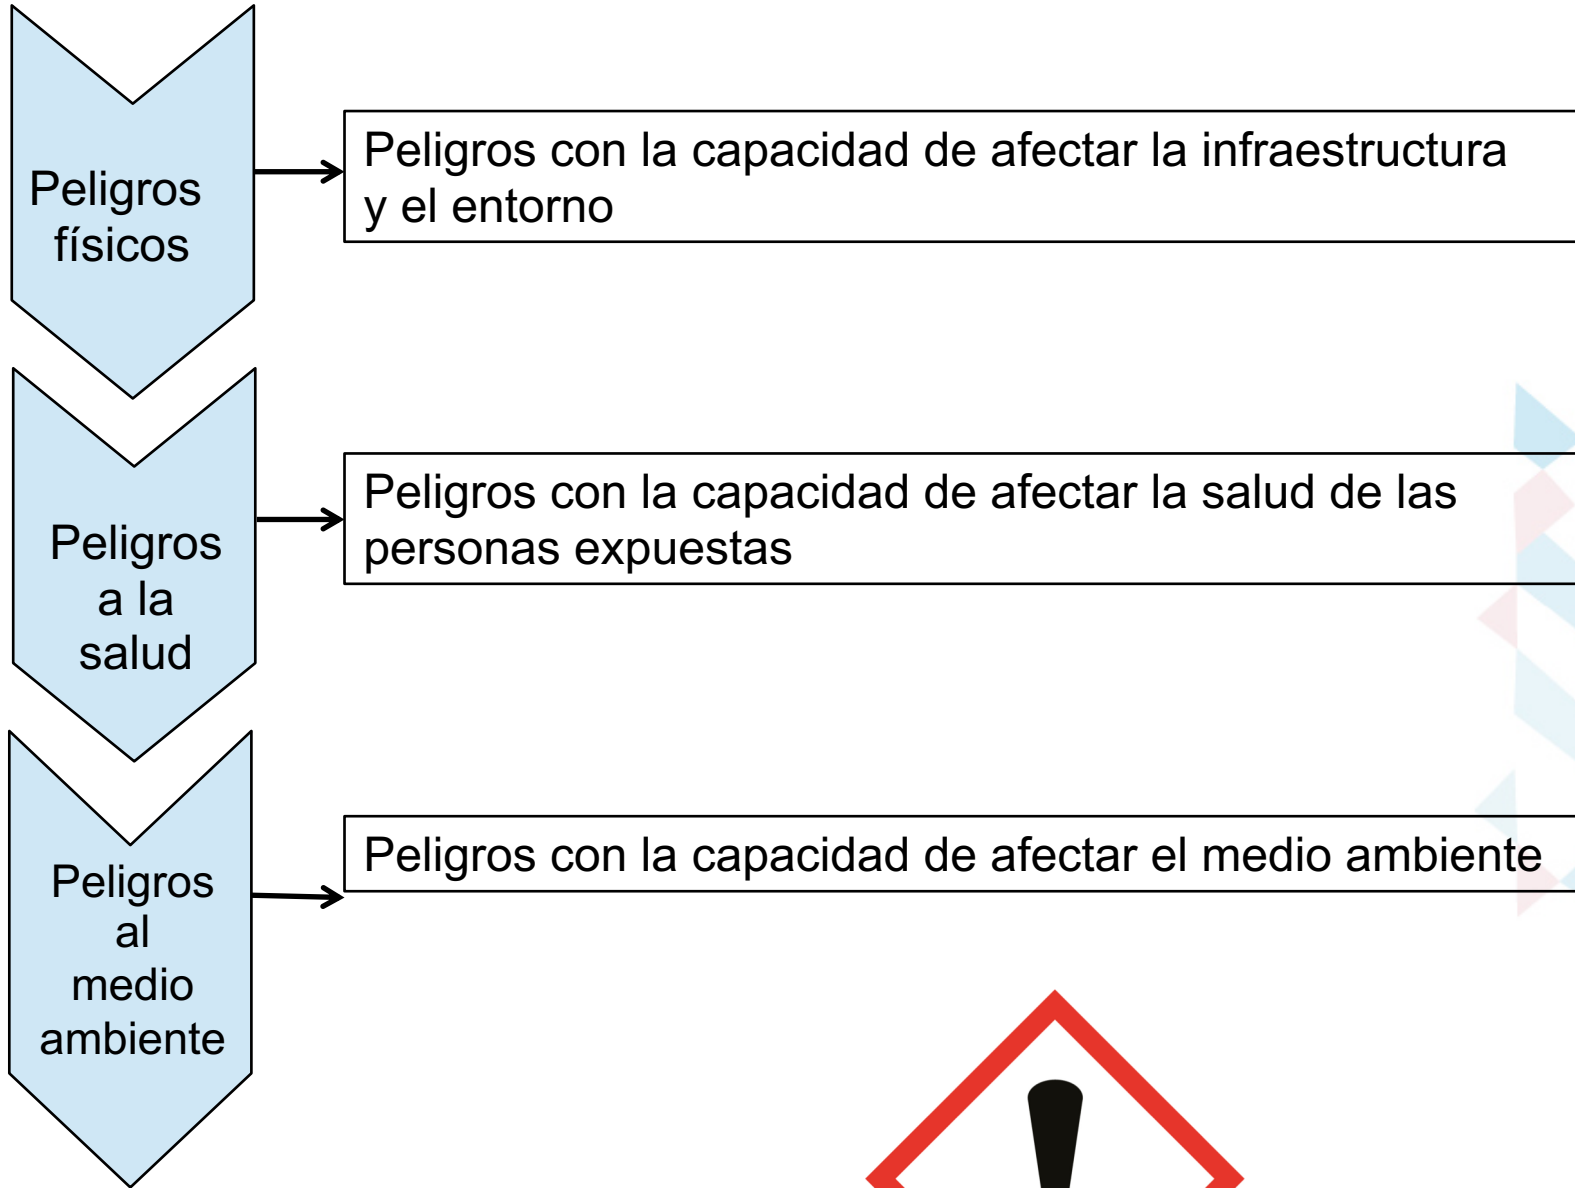 Peligros
físicos
Peligros con la capacidad de afectar la infraestructura
y el entorno
Peligros
a la
salud
Peligros con la capacidad de afectar la salud de las
personas expuestas
Peligros
al
medio
ambiente
Peligros con la capacidad de afectar el medio ambiente